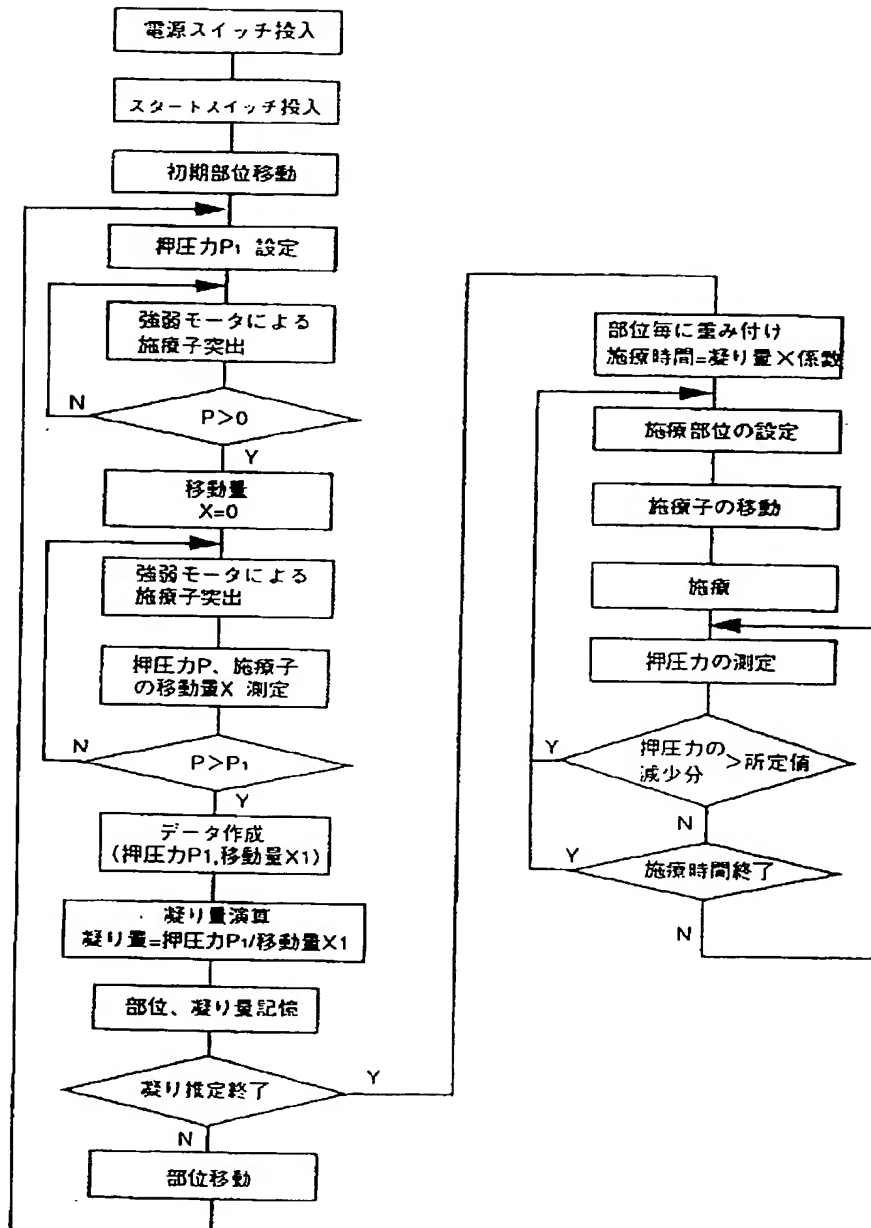 電源スイッチ投入
スタートスイッチ投入
初期部位移動
押圧力P1 設定
強弱モータによる
施療子突出
N
P>0
Y
移動量
X=0
強弱モータによる
施療子突出
押圧力P、施療子
の移動量X 測定
N
P>P1
Y
データ作成
(押圧力P1,移動量X1)
凝り量演算
凝り量=押圧力P1/移動量X1
部位、凝り量記憶
凝り推定終了
Y
N
部位移動
部位毎に重み付け
施療時間=凝り量×係数
施療部位の設定
施療子の移動
施療
押圧力の測定
Y
押圧力の
減少分 >所定値
N
Y
施療時間終了
N